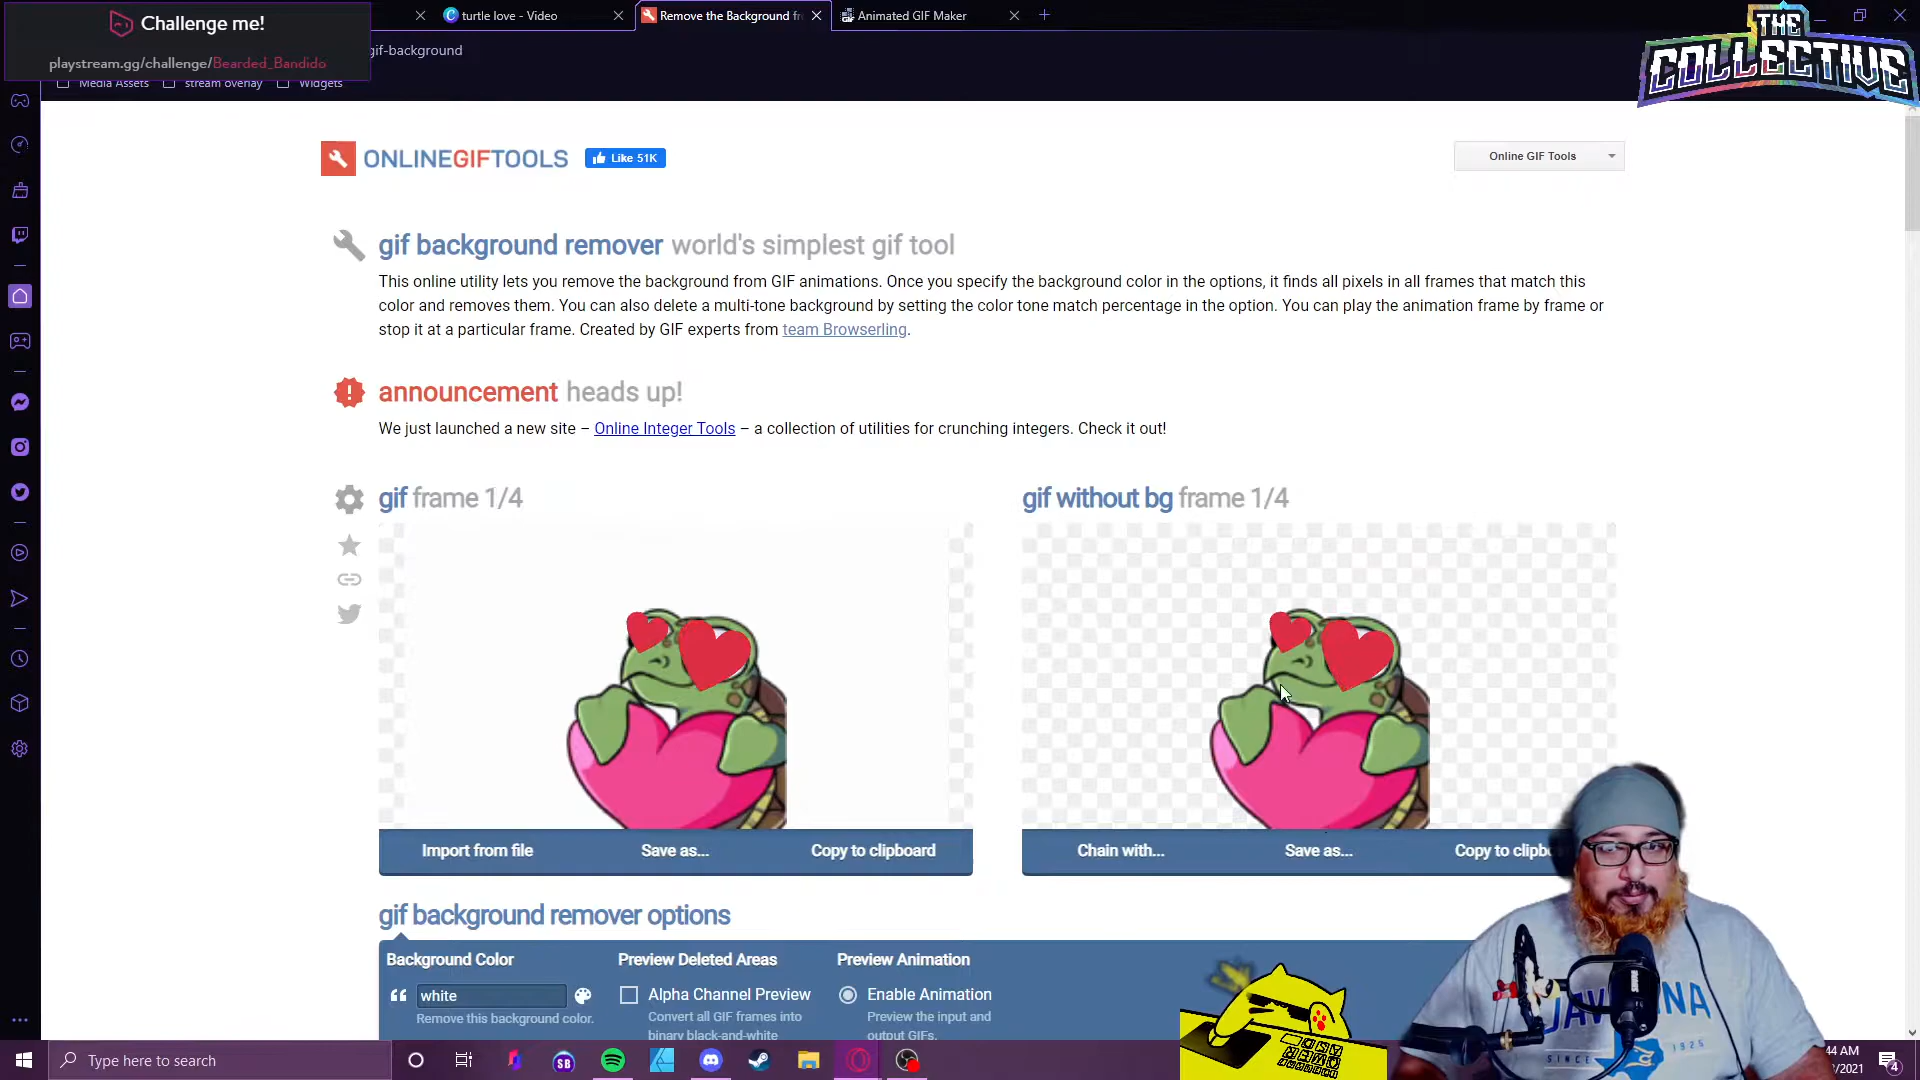 Challenge me!
playstream.gg/challenge/Bearded_Bandido
turtle love - Video
Remove the Background fr
Animated GIF Maker
gif-background
Media Assets
stream overlay
Widgets
THE COLLECTIVE
ONLINEGIFTOOLS
Like 51K
Online GIF Tools
gif background remover world's simplest gif tool
This online utility lets you remove the background from GIF animations. Once you specify the background color in the options, it finds all pixels in all frames that match this
color and removes them. You can also delete a multi-tone background by setting the color tone match percentage in the option. You can play the animation frame by frame or
stop it at a particular frame. Created by GIF experts from team Browserling.
announcement heads up!
We just launched a new site – Online Integer Tools – a collection of utilities for crunching integers. Check it out!
gif frame 1/4
gif without bg frame 1/4
Import from file
Save as...
Copy to clipboard
Chain with...
Save as...
Copy to clipb
gif background remover options
Background Color
Preview Deleted Areas
Preview Animation
white
Remove this background color.
Alpha Channel Preview
Convert all GIF frames into
binary black-and-white
Enable Animation
Preview the input and
output GIFs.
SINCE 1925
Type here to search
SB
44 AM
/2021
4